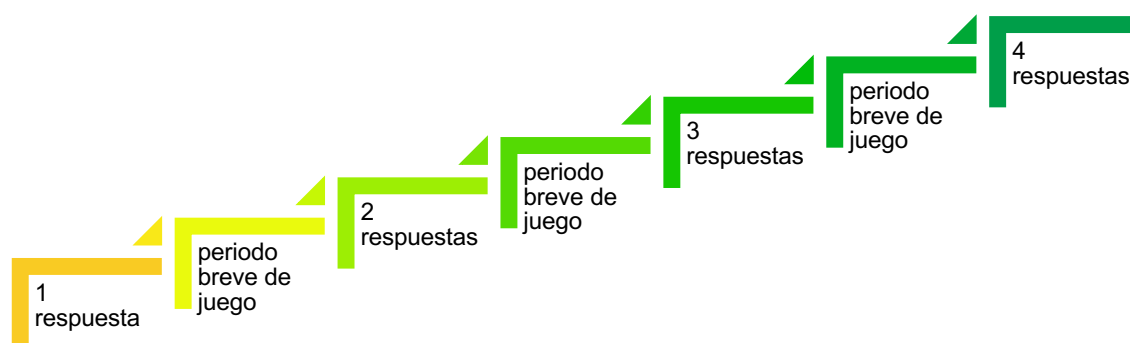 1
respuesta
periodo
breve de
juego
2
respuestas
periodo
breve de
juego
3
respuestas
periodo
breve de
juego
4
respuestas